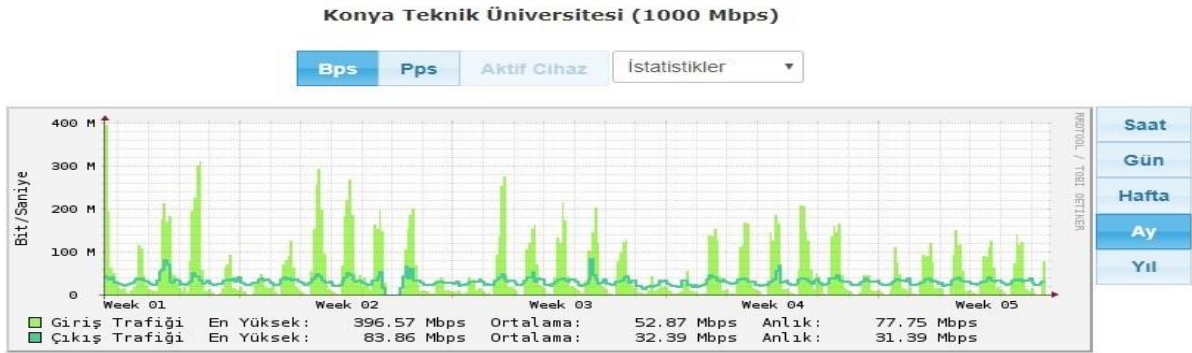 Konya Teknik Üniversitesi (1000 Mbps)
Bps Pps Aktif Cihaz İstatistikler
400 M
300 M
200 M
100 M
0
Bit/Saniye
RRDTOOL / TOBI OETIKER
Week 01 Week 02 Week 03 Week 04 Week 05
Giriş Trafiği En Yüksek: 396.57 Mbps Ortalama: 52.87 Mbps Anlık: 77.75 Mbps
Çıkış Trafiği En Yüksek: 83.86 Mbps Ortalama: 32.39 Mbps Anlık: 31.39 Mbps
Saat
Gün
Hafta
Ay
Yıl